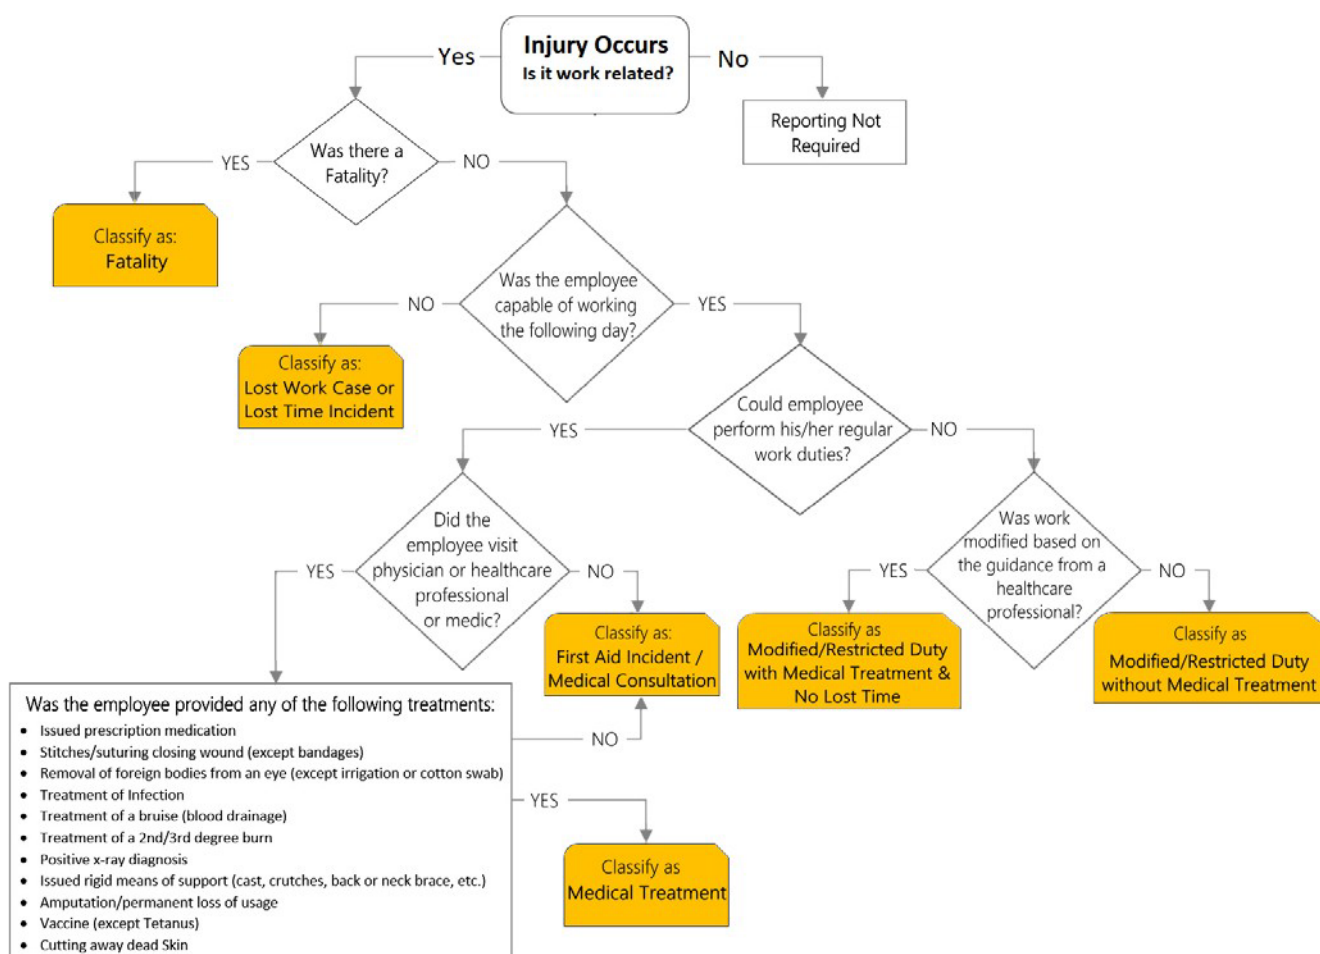 Injury Occurs
Is it work related?
Yes
No
Reporting Not
Required
Was there a
Fatality?
YES
NO
Classify as:
Fatality
Was the employee
capable of working
the following day?
NO
YES
Classify as:
Lost Work Case or
Lost Time Incident
Could employee
perform his/her regular
work duties?
YES
NO
Did the
employee visit
physician or healthcare
professional
or medic?
YES
NO
Was work
modified based on
the guidance from a
healthcare
professional?
YES
NO
Classify as:
First Aid Incident /
Medical Consultation
Classify as
Modified/Restricted Duty
with Medical Treatment &
No Lost Time
Classify as
Modified/Restricted Duty
without Medical Treatment
Was the employee provided any of the following treatments:
• Issued prescription medication
• Stitches/suturing closing wound (except bandages)
• Removal of foreign bodies from an eye (except irrigation or cotton swab)
• Treatment of Infection
• Treatment of a bruise (blood drainage)
• Treatment of a 2nd/3rd degree burn
• Positive x-ray diagnosis
• Issued rigid means of support (cast, crutches, back or neck brace, etc.)
• Amputation/permanent loss of usage
• Vaccine (except Tetanus)
• Cutting away dead Skin
NO
YES
Classify as
Medical Treatment